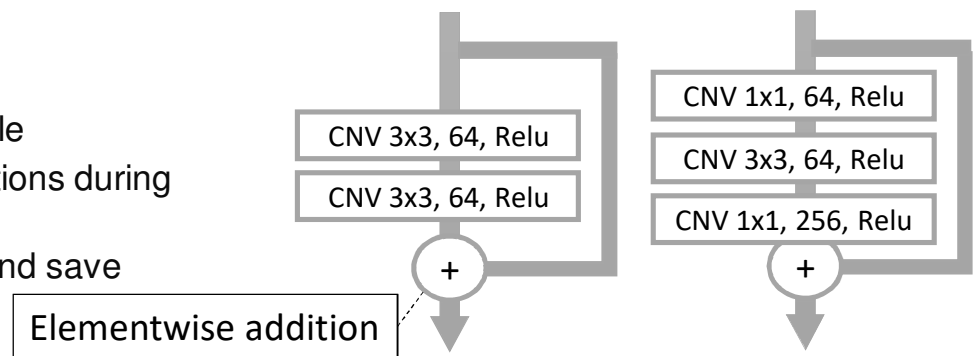 le
tions during
nd save
CNV 3x3, 64, Relu
CNV 3x3, 64, Relu
+
Elementwise addition
CNV 1x1, 64, Relu
CNV 3x3, 64, Relu
CNV 1x1, 256, Relu
+